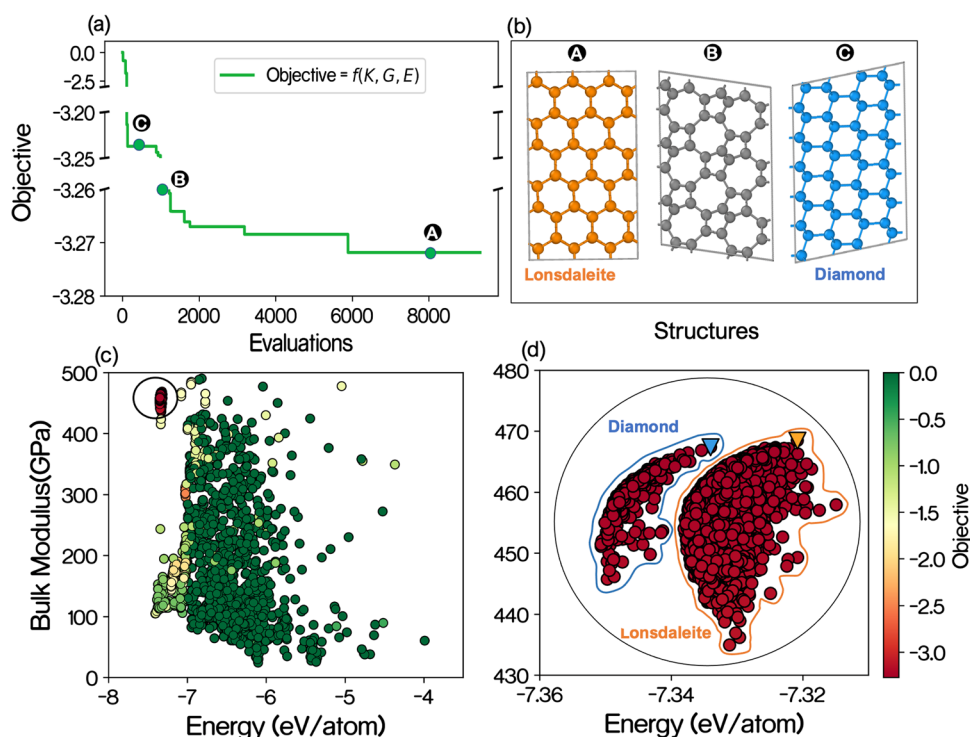 (a)
0.0
-2.5
-3.20
-3.25
-3.26
-3.27
-3.28
Objective
Objective = f(K, G, E)
C
B
A
0
2000
4000
6000
8000
Evaluations
(b)
A
B
C
Lonsdaleite
Diamond
Structures
(c)
500
400
300
200
100
0
Bulk Modulus(GPa)
-8
-7
-6
-5
-4
Energy (eV/atom)
(d)
480
470
460
450
440
430
Diamond
Lonsdaleite
-7.36
-7.34
-7.32
Energy (eV/atom)
0.0
-0.5
-1.0
-1.5
-2.0
-2.5
-3.0
Objective